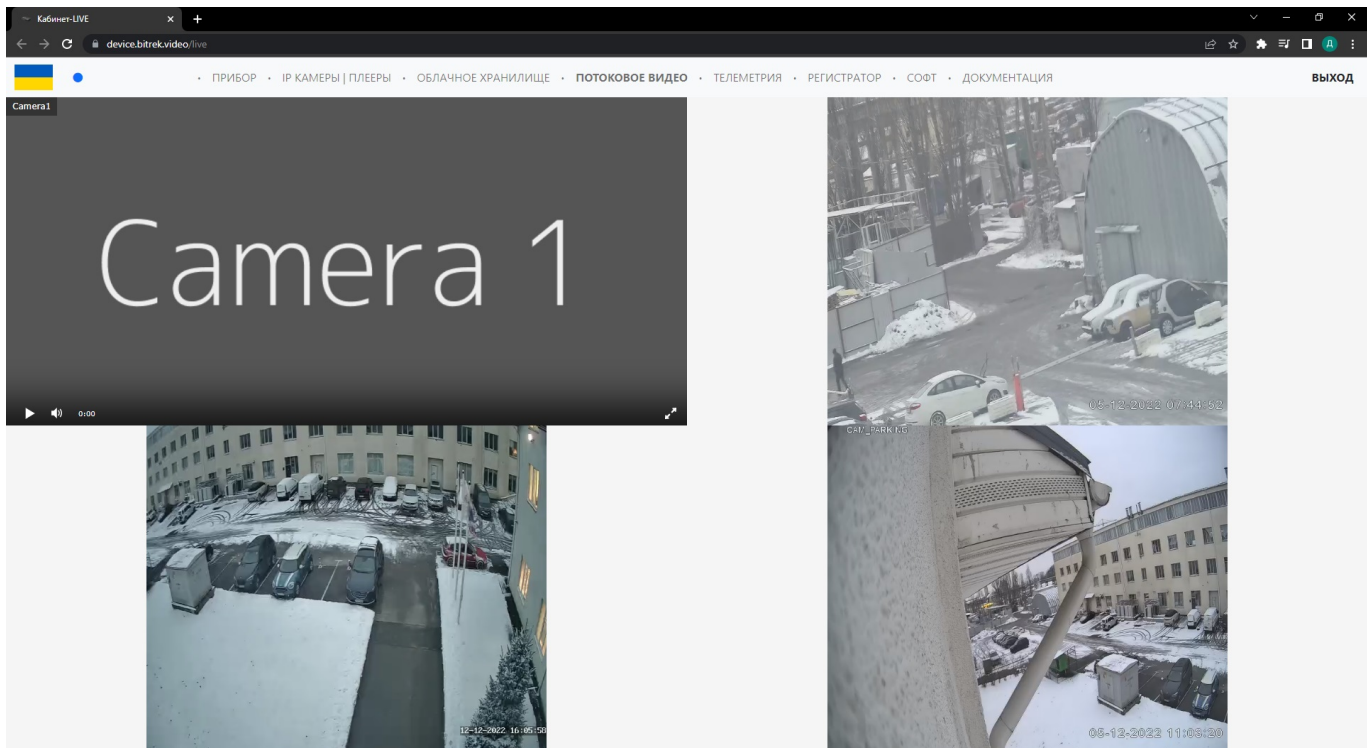 Кабинет-LIVE
device.bitrek.video/live
Д
ПРИБОР · IP КАМЕРЫ | ПЛЕЕРЫ · ОБЛАЧНОЕ ХРАНИЛИЩЕ · ПОТОКОВОЕ ВИДЕО · ТЕЛЕМЕТРИЯ · РЕГИСТРАТОР · СОФТ · ДОКУМЕНТАЦИЯ
ВЫХОД
Camera1
Camera 1
0:00
05-12-2022 07:44:52
CAM_PARKING
12-12-2022 16:05:58
05-12-2022 11:03:20